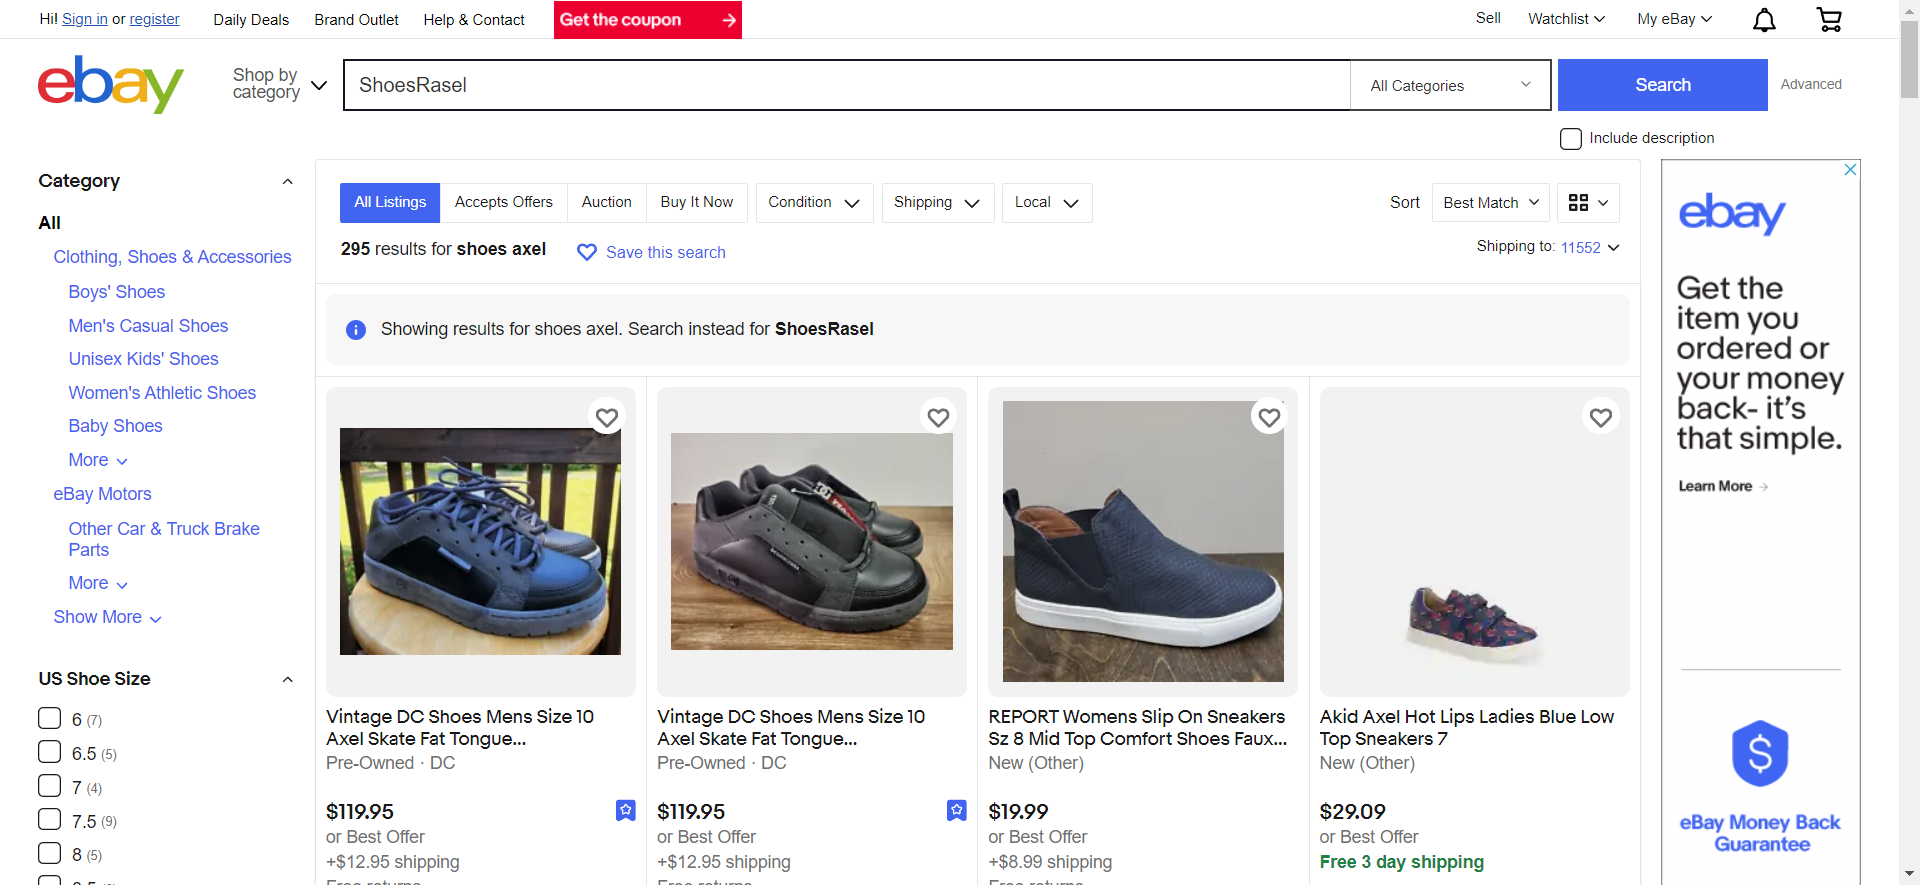 Hi! Sign in or register
Daily Deals
Brand Outlet
Help & Contact
Get the coupon
Sell
Watchlist
My eBay
ebay
Shop by
category
ShoesRasel
All Categories
Search
Advanced
Include description
Category
All
Clothing, Shoes & Accessories
Boys' Shoes
Men's Casual Shoes
Unisex Kids' Shoes
Women's Athletic Shoes
Baby Shoes
More
eBay Motors
Other Car & Truck Brake
Parts
More
Show More
US Shoe Size
6 (7)
6.5 (5)
7 (4)
7.5 (9)
8 (5)
All Listings
Accepts Offers
Auction
Buy It Now
Condition
Shipping
Local
Sort
Best Match
295 results for shoes axel
Save this search
Shipping to: 11552
Showing results for shoes axel. Search instead for ShoesRasel
Vintage DC Shoes Mens Size 10
Axel Skate Fat Tongue...
Pre-Owned · DC
$119.95
or Best Offer
+$12.95 shipping
Free returns
Vintage DC Shoes Mens Size 10
Axel Skate Fat Tongue...
Pre-Owned · DC
$119.95
or Best Offer
+$12.95 shipping
Free returns
REPORT Womens Slip On Sneakers
Sz 8 Mid Top Comfort Shoes Faux...
New (Other)
$19.99
or Best Offer
+$8.99 shipping
Free returns
Akid Axel Hot Lips Ladies Blue Low
Top Sneakers 7
New (Other)
$29.09
or Best Offer
Free 3 day shipping
ebay
Get the
item you
ordered or
your money
back- it's
that simple.
Learn More
eBay Money Back
Guarantee